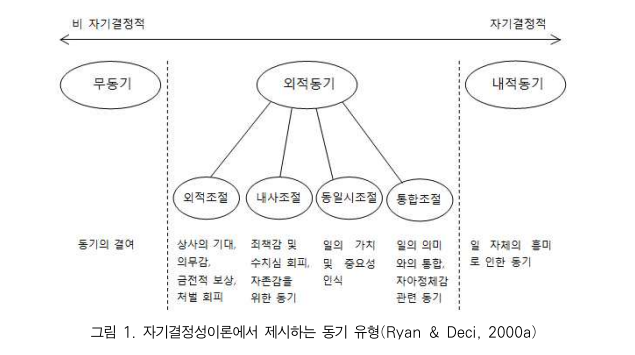 비 자기결정적 자기결정적
무동기 외적동기 내적동기
외적조절 내사조절 동일시조절 통합조절
동기의 결여
상사의 기대,
의무감,
금전적 보상,
처벌 회피
죄책감 및
수치심 회피,
자존감을
위한 동기
일의 가치
및 중요성
인식
일의 의미
와의 통합,
자아정체감
관련 동기
일 자체의 흥미
로 인한 동기
그림 1. 자기결정성이론에서 제시하는 동기 유형(Ryan & Deci, 2000a)